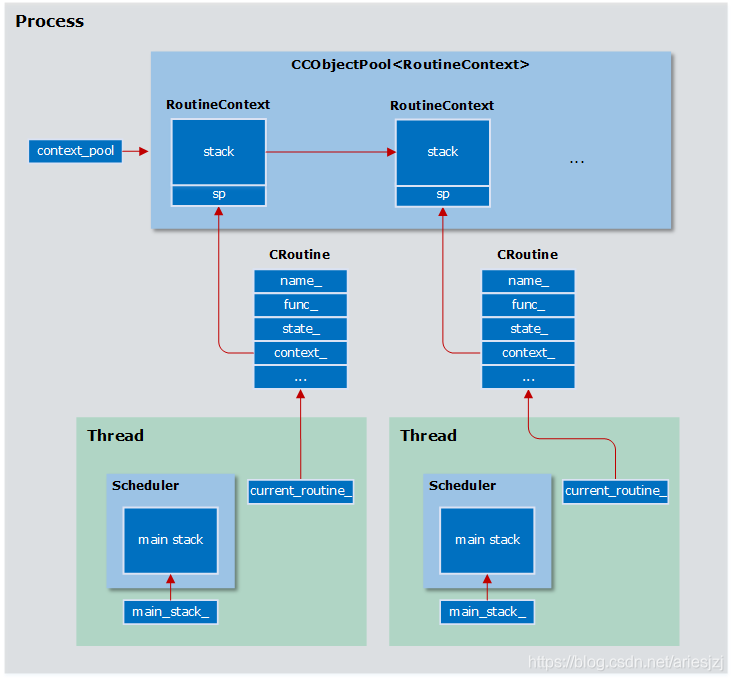 Process
CCObjectPool<RoutineContext>
RoutineContext
RoutineContext
context_pool
stack
stack
...
sp
sp
CRoutine
CRoutine
name_
name_
func_
func_
state_
state_
context_
context_
...
...
Thread
Thread
Scheduler
current_routine_
Scheduler
current_routine_
main stack
main stack
main_stack_
main_stack_
https://blog.csdn.net/ariesjzj